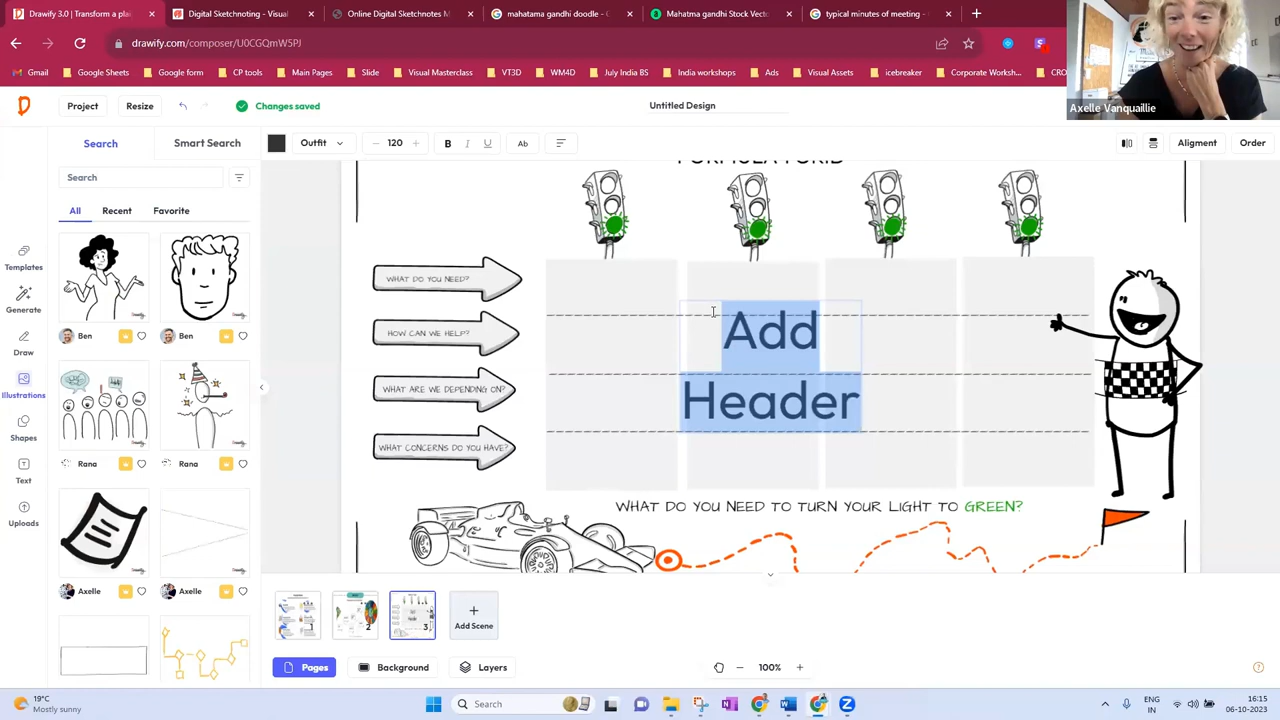 Drawify: Transform a plai
Digital Sketchnoting - Visual
Online Digital Sketchnotes M
mahatama gandhi doodle - G
Mahatma gandhi Stock Vecto
typical minutes of meeting -
drawify.com/composer/U0CGQmW5PJ
Gmail
Google Sheets
Google form
CP tools
Main Pages
Slide
Visual Masterclass
VT3D
WM4D
July India BS
India workshops
Ads
Visual Assets
icebreaker
Corporate Worksh...
CRO
Axelle Vanquaillie
Project
Resize
Changes saved
Untitled Design
Search
Smart Search
Outfit
120
B
I
U
Ab
Aligment
Order
Search
All
Recent
Favorite
Templates
Generate
Draw
Illustrations
Shapes
Text
Uploads
Ben
Ben
Rana
Rana
Axelle
Axelle
WHAT DO YOU NEED?
HOW CAN WE HELP?
WHAT ARE WE DEPENDING ON?
WHAT CONCERNS DO YOU HAVE?
Add
Header
WHAT DO YOU NEED TO TURN YOUR LIGHT TO GREEN?
1
2
3
Add Scene
Pages
Background
Layers
100%
19°C
Mostly sunny
Search
ENG
IN
16:15
06-10-2023